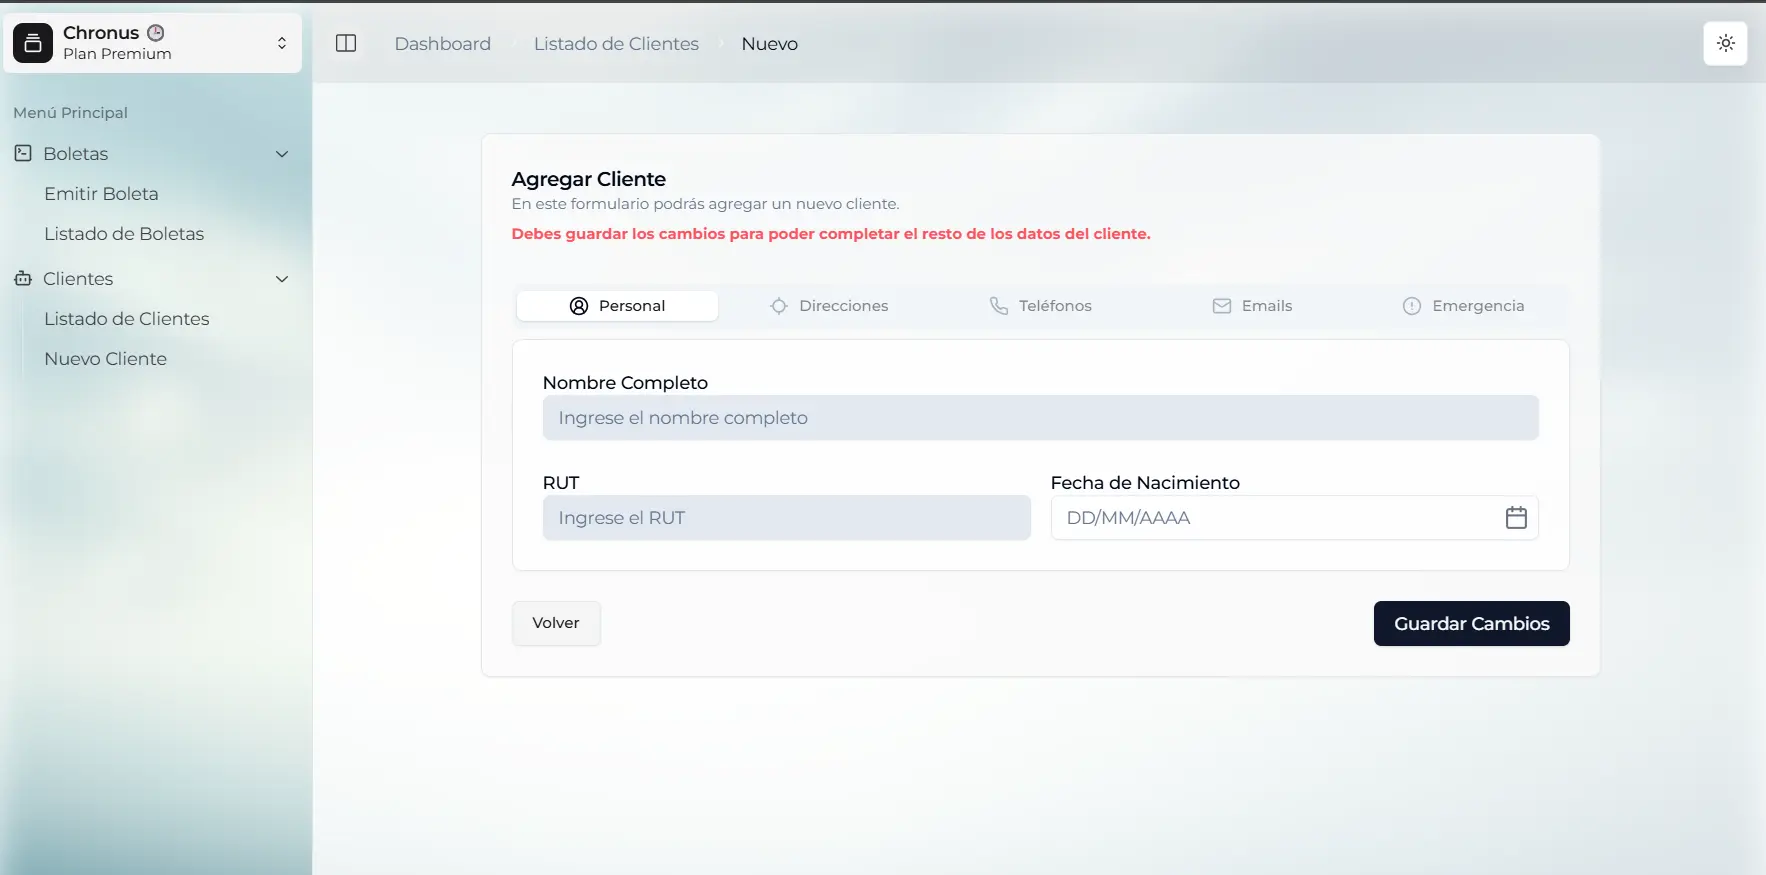 Chronus
Plan Premium
Dashboard
Listado de Clientes
Nuevo
Menú Principal
Boletas
Emitir Boleta
Listado de Boletas
Clientes
Listado de Clientes
Nuevo Cliente
Agregar Cliente
En este formulario podrás agregar un nuevo cliente.
Debes guardar los cambios para poder completar el resto de los datos del cliente.
Personal
Direcciones
Teléfonos
Emails
Emergencia
Nombre Completo
Ingrese el nombre completo
RUT
Ingrese el RUT
Fecha de Nacimiento
DD/MM/AAAA
Volver
Guardar Cambios